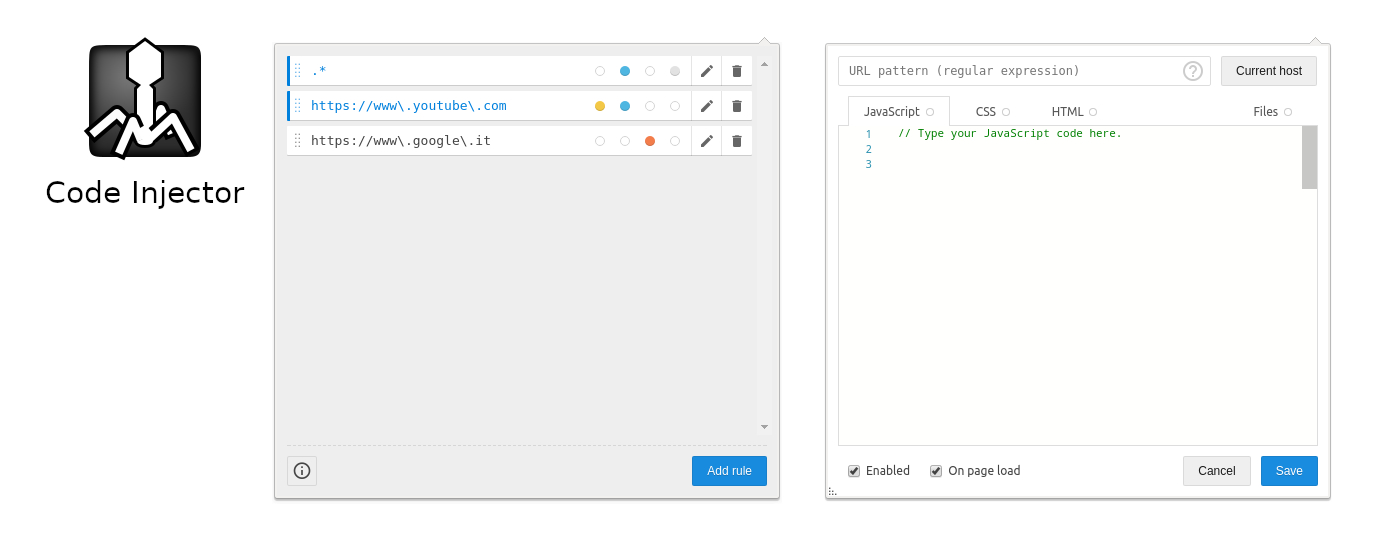 Code Injector
.*
https://www\.youtube\.com
https://www\.google\.it
Add rule
URL pattern (regular expression)
Current host
JavaScript CSS HTML Files
1 // Type your JavaScript code here.
2
3
Enabled On page load Cancel Save